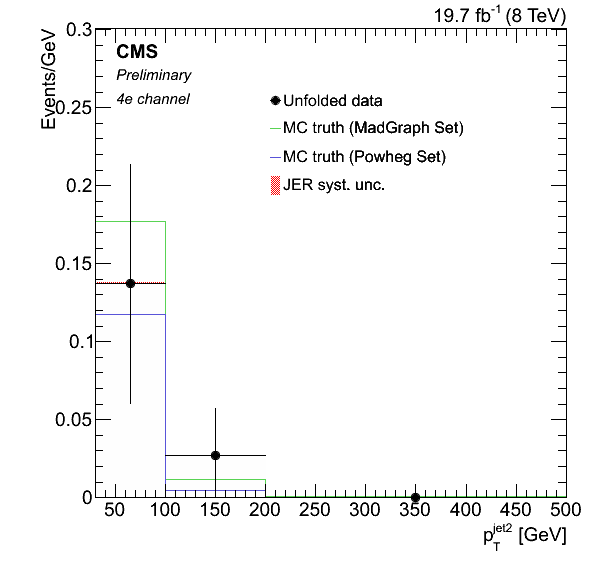 19.7 fb⁻¹ (8 TeV)
Events/GeV
CMS
Preliminary
4e channel
Unfolded data
MC truth (MadGraph Set)
MC truth (Powheg Set)
JER syst. unc.
0.3
0.25
0.2
0.15
0.1
0.05
0
50 100 150 200 250 300 350 400 450 500
p_T^jet2 [GeV]